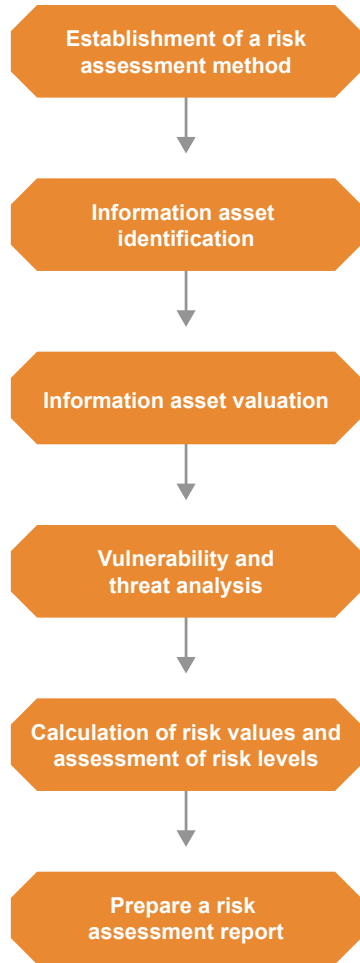 Establishment of a risk
assessment method
Information asset
identification
Information asset valuation
Vulnerability and
threat analysis
Calculation of risk values and
assessment of risk levels
Prepare a risk
assessment report